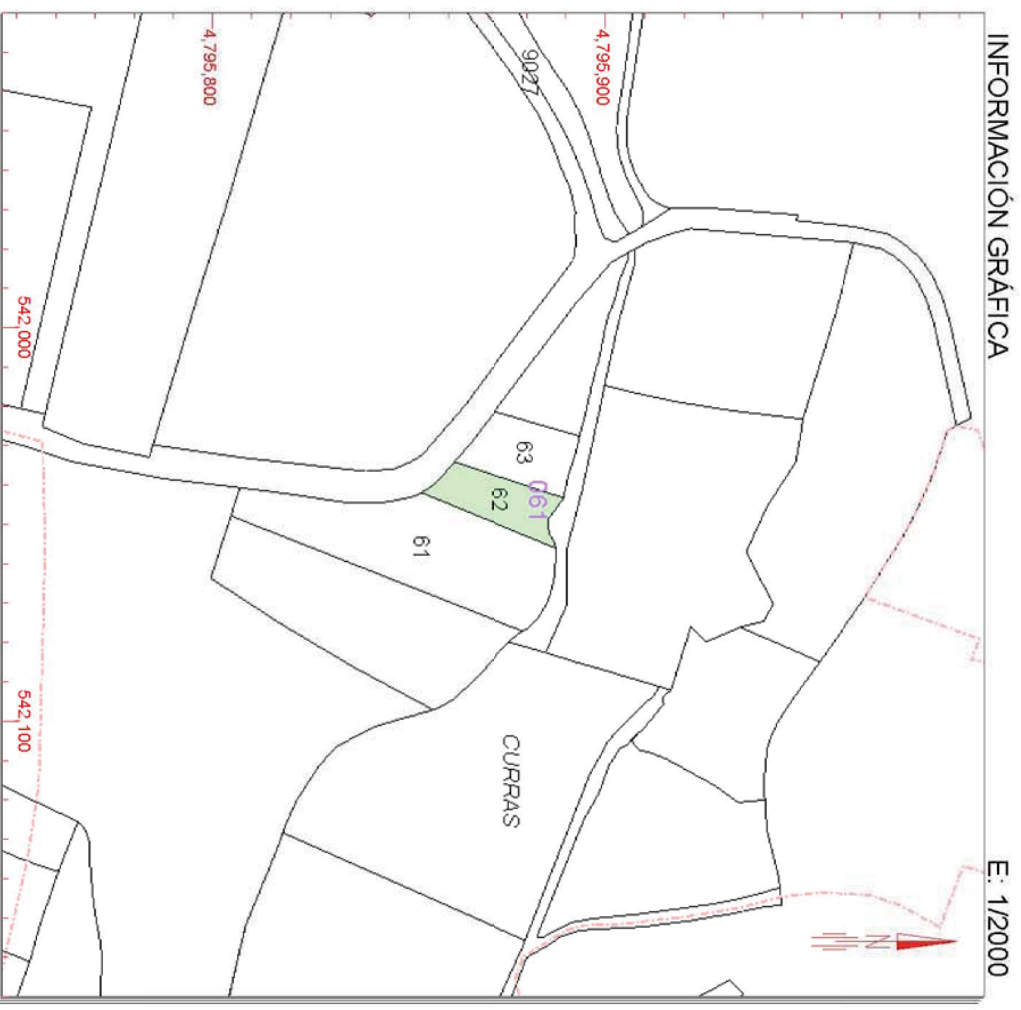 INFORMACIÓN GRÁFICA
E: 1/2000
4,795,900
4,795,800
9027
542,000
542,100
63
061
62
61
CURRAS
N